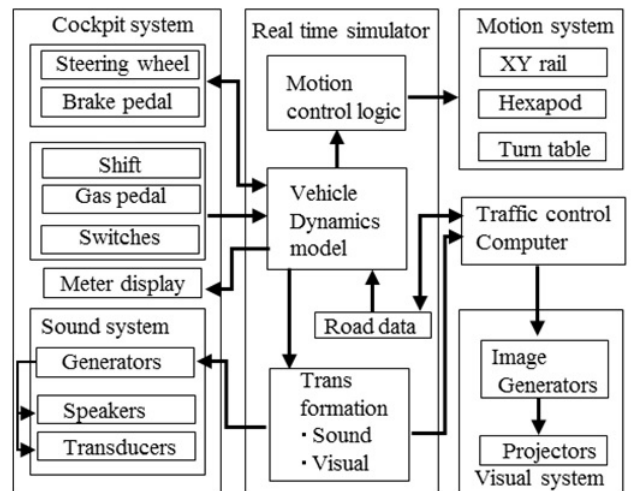 Cockpit system
Steering wheel
Brake pedal
Shift
Gas pedal
Switches
Meter display
Sound system
Generators
Speakers
Transducers
Real time simulator
Motion
control logic
Vehicle
Dynamics
model
Road data
Trans
formation
・Sound
・Visual
Motion system
XY rail
Hexapod
Turn table
Traffic control
Computer
Image
Generators
Projectors
Visual system